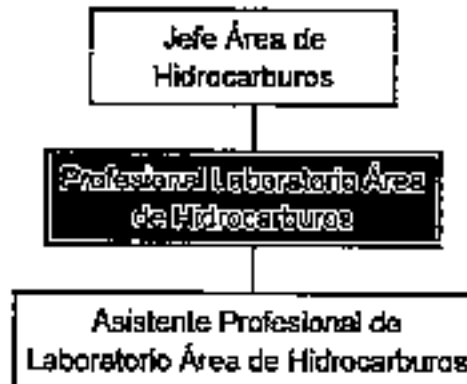 Jefe Área de
Hidrocarburos
Profesional Laboratorio Área
de Hidrocarburos
Asistente Profesional de
Laboratorio Área de Hidrocarburos